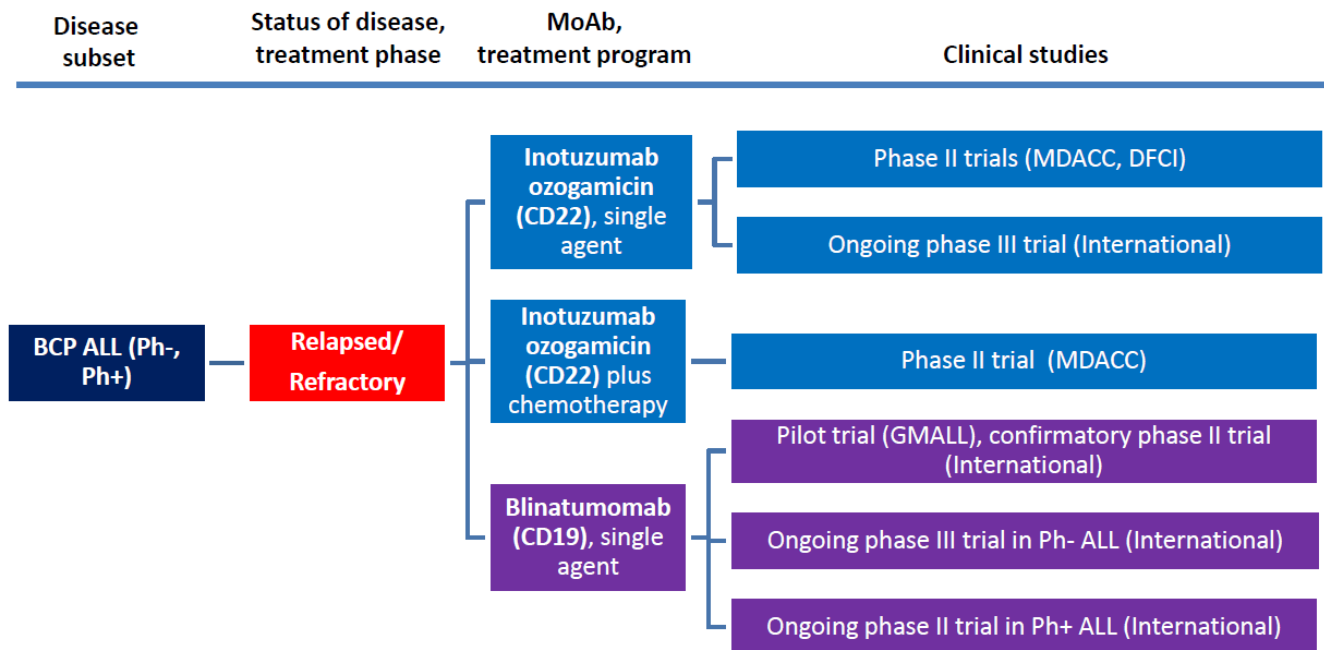 Disease
subset
Status of disease,
treatment phase
MoAb,
treatment program
Clinical studies
BCP ALL (Ph-,
Ph+)
Relapsed/
Refractory
Inotuzumab
ozogamicin
(CD22), single
agent
Phase II trials (MDACC, DFCI)
Ongoing phase III trial (International)
Inotuzumab
ozogamicin
(CD22) plus
chemotherapy
Phase II trial  (MDACC)
Blinatumomab
(CD19), single
agent
Pilot trial (GMALL), confirmatory phase II trial
(International)
Ongoing phase III trial in Ph- ALL (International)
Ongoing phase II trial in Ph+ ALL (International)